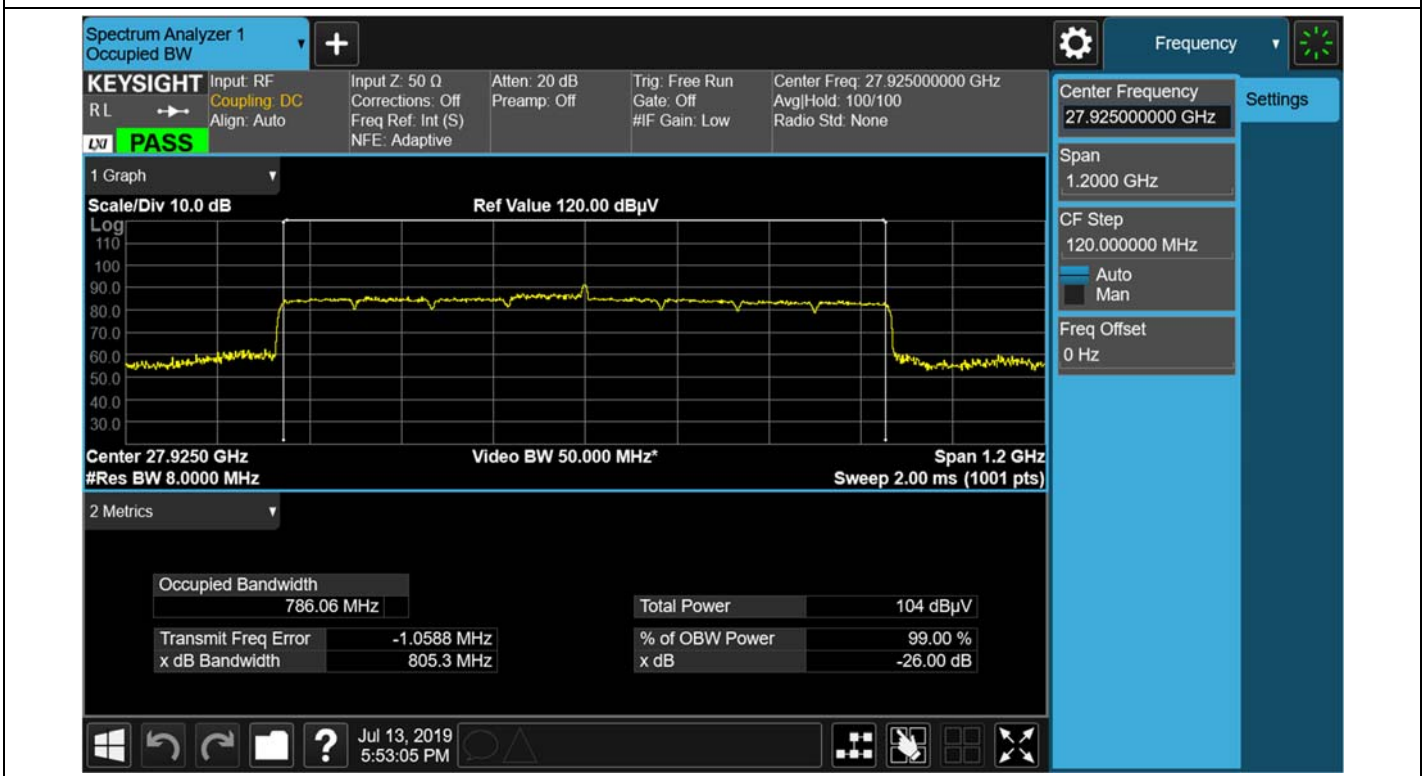 Spectrum Analyzer 1
Occupied BW
+
Frequency
KEYSIGHT
RL
LXI
PASS
Input: RF
Coupling: DC
Align: Auto
Input Z: 50 Ω
Corrections: Off
Freq Ref: Int (S)
NFE: Adaptive
Atten: 20 dB
Preamp: Off
Trig: Free Run
Gate: Off
#IF Gain: Low
Center Freq: 27.925000000 GHz
Avg|Hold: 100/100
Radio Std: None
Center Frequency
27.925000000 GHz
Settings
Span
1.2000 GHz
CF Step
120.000000 MHz
Auto
Man
Freq Offset
0 Hz
1 Graph
Scale/Div 10.0 dB
Ref Value 120.00 dBµV
Log
110
100
90.0
80.0
70.0
60.0
50.0
40.0
30.0
Center 27.9250 GHz
Video BW 50.000 MHz*
Span 1.2 GHz
#Res BW 8.0000 MHz
Sweep 2.00 ms (1001 pts)
2 Metrics
Occupied Bandwidth
786.06 MHz
Total Power 104 dBµV
Transmit Freq Error -1.0588 MHz
% of OBW Power 99.00 %
x dB Bandwidth 805.3 MHz
x dB -26.00 dB
?
Jul 13, 2019
5:53:05 PM